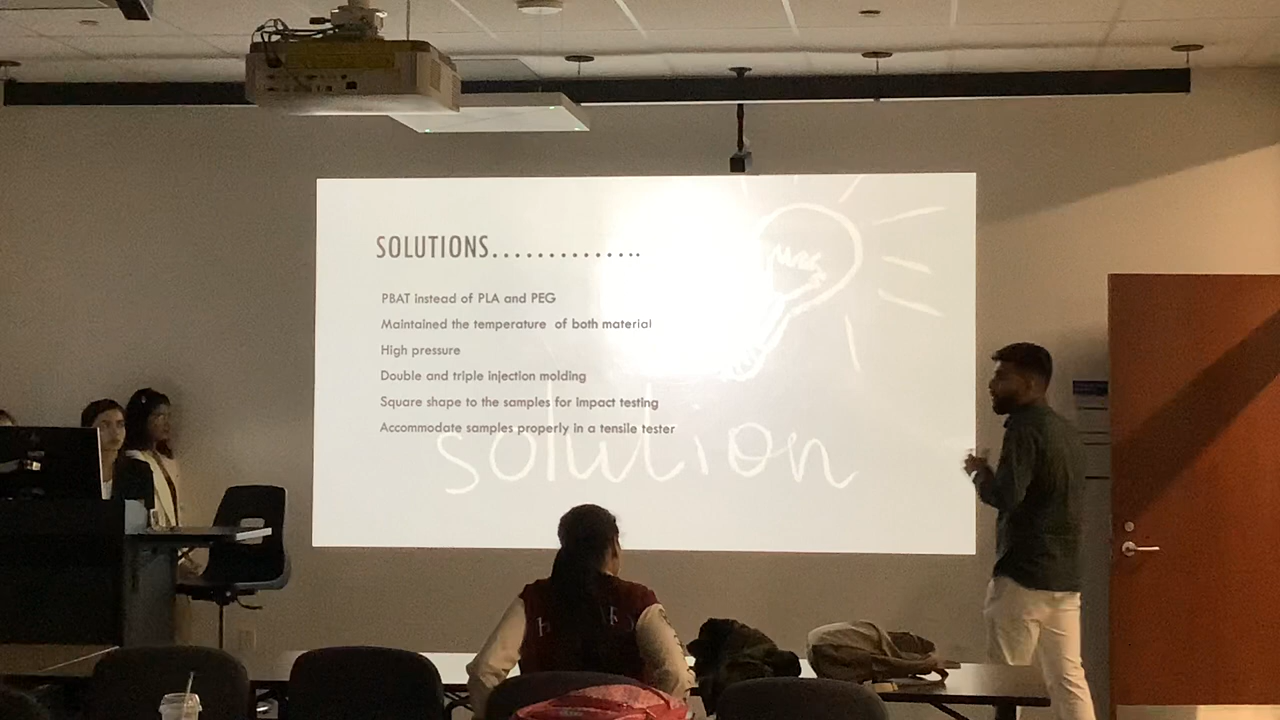 SOLUTIONS..............
PBAT instead of PLA and PEG
Maintained the temperature of both material
High pressure
Double and triple injection molding
Square shape to the samples for impact testing
Accommodate samples properly in a tensile tester
solution